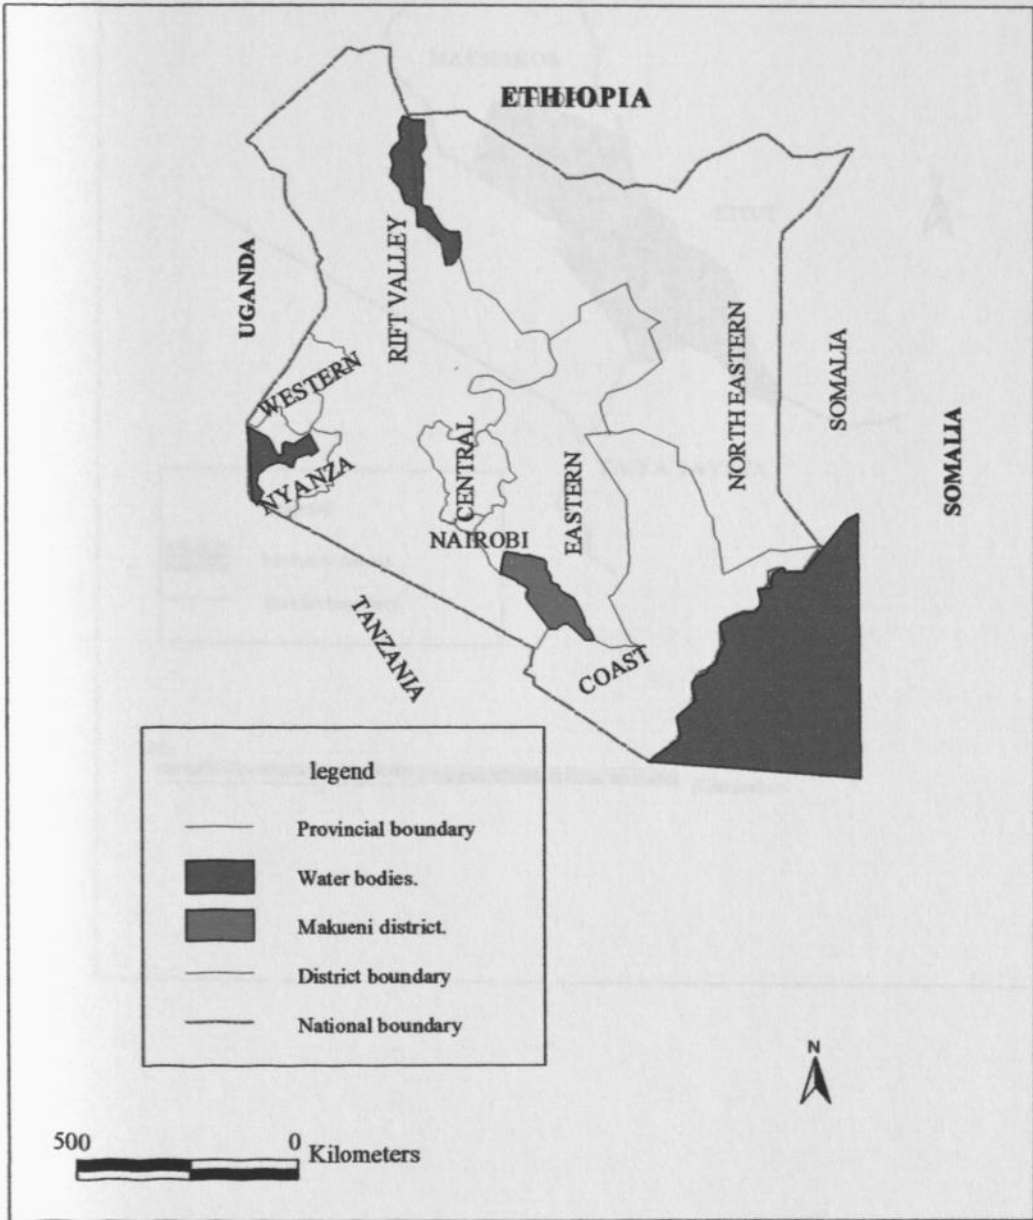 ETHIOPIA
UGANDA
RIFT VALLEY
WESTERN
NYANZA
CENTRAL
NAIROBI
EASTERN
NORTH EASTERN
SOMALIA
SOMALIA
COAST
TANZANIA
legend
Provincial boundary
Water bodies.
Makueni district.
District boundary
National boundary
N
500 0 Kilometers